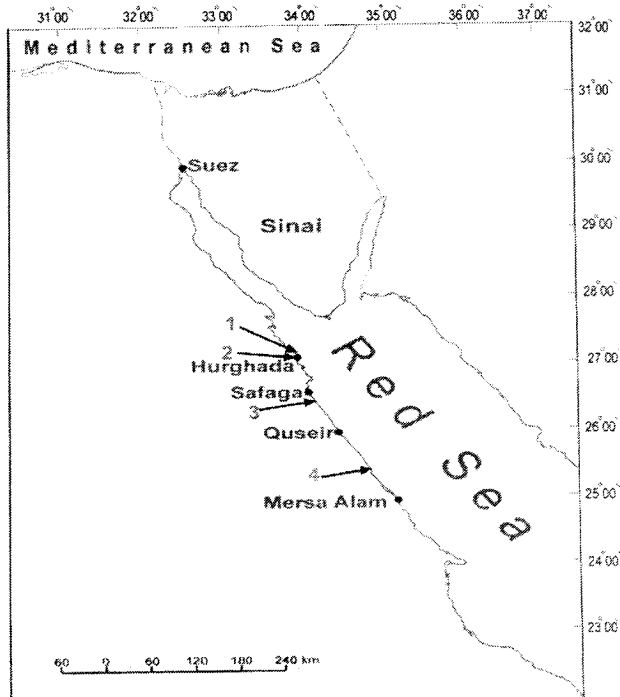 31°00' 32°00' 33°00' 34°00' 35°00' 36°00' 37°00'
32°00'
Mediterranean Sea
31°00'
30°00'
Suez
29°00'
Sinai
28°00'
1
2
27°00'
Hurghada
Red Sea
Safaga
3
26°00'
Quseir
4
25°00'
Mersa Alam
24°00'
23°00'
60 0 60 120 180 240 km